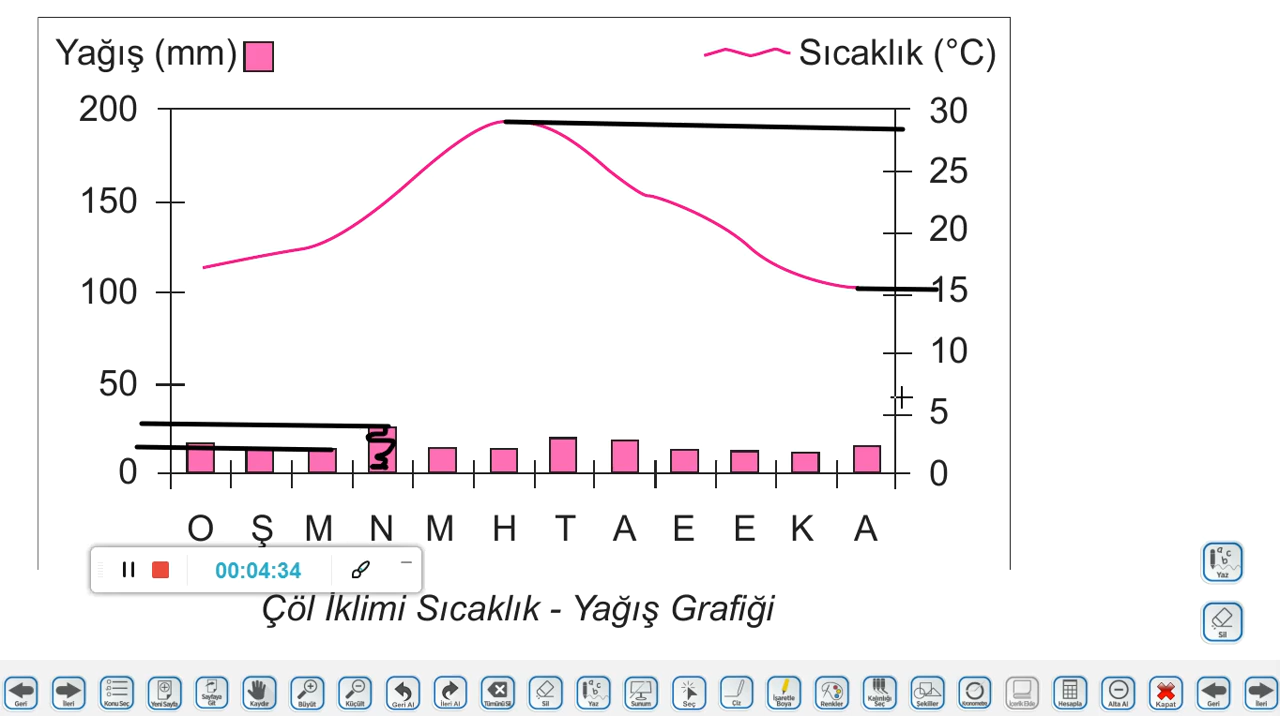 Yağış (mm) Sıcaklık (°C)
200 30
25
150
20
100 15
10
50
5
0 0
O Ş M N M H T A E E K A
00:04:34
Çöl İklimi Sıcaklık - Yağış Grafiği
a b c
Yaz
Sil
Geri İleri Konu Seç Yeni Sayfa Sayfaya Git Kaydır Büyüt Küçült Geri Al İleri Al Tümünü Sil Sil Yaz Sunum Seç Çiz İşaretle Boya Renkler Kalınlığı Seç Şekiller Kronometre İçerik Ekle Hesapla Alta Al Kapat Geri İleri